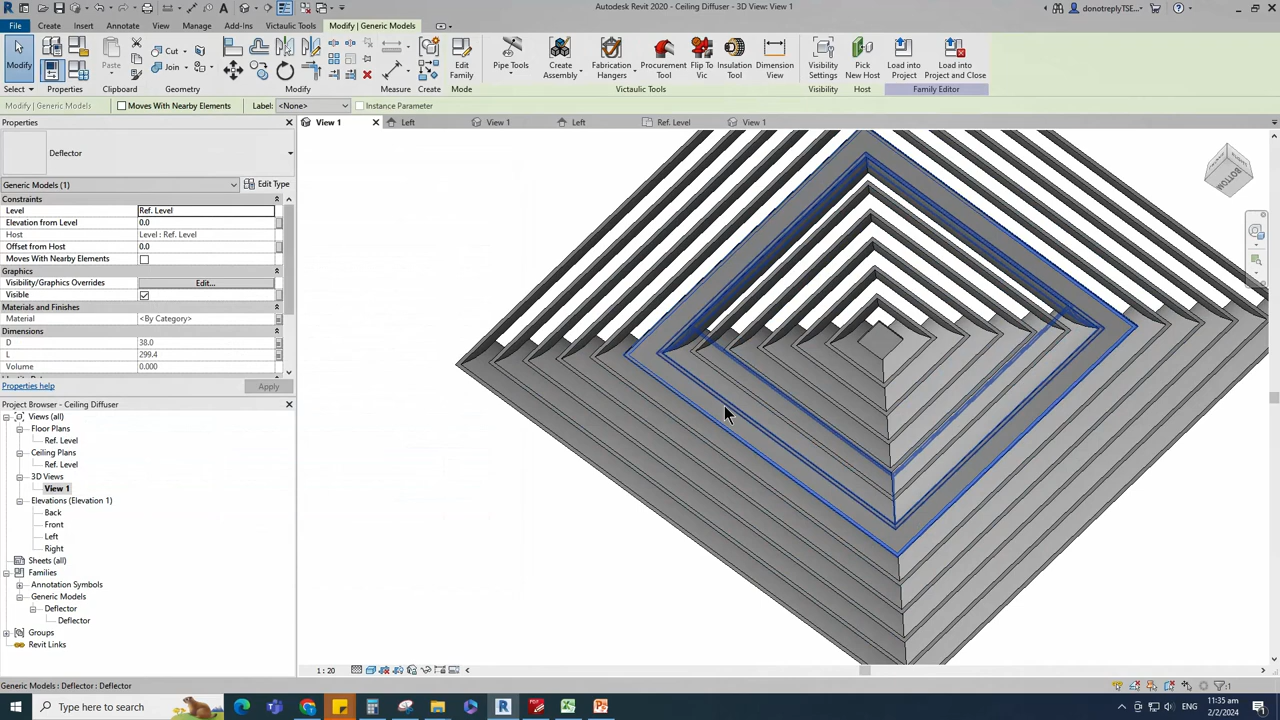 Autodesk Revit 2020 - Ceiling Diffuser - 3D View: View 1
donotreplyTSE...
File Create Insert Annotate View Manage Add-Ins Victaulic Tools Modify | Generic Models
Modify
Paste
Cut
Join
Edit Family
Pipe Tools
Create Assembly
Fabrication Hangers
Procurement Tool
Flip To Vic
Insulation Tool
Dimension View
Visibility Settings
Pick New Host
Load into Project
Load into Project and Close
Select Properties Clipboard Geometry Modify Measure Create Mode Victaulic Tools Visibility Host Family Editor
Modify | Generic Models Moves With Nearby Elements Label: <None> Instance Parameter
Properties
View 1 Left View 1 Left Ref. Level View 1
Deflector
Generic Models (1) Edit Type
Constraints
Level Ref. Level
Elevation from Level 0.0
Host Level : Ref. Level
Offset from Host 0.0
Moves With Nearby Elements
Graphics
Visibility/Graphics Overrides Edit...
Visible
Materials and Finishes
Material <By Category>
Dimensions
D 38.0
L 299.4
Volume 0.000
Properties help Apply
Project Browser - Ceiling Diffuser
Views (all)
Floor Plans
Ref. Level
Ceiling Plans
Ref. Level
3D Views
View 1
Elevations (Elevation 1)
Back
Front
Left
Right
Sheets (all)
Families
Annotation Symbols
Generic Models
Deflector
Deflector
Groups
Revit Links
BOTTOM
1 : 20
Generic Models : Deflector : Deflector
:1
Type here to search
11:35 am
2/2/2024